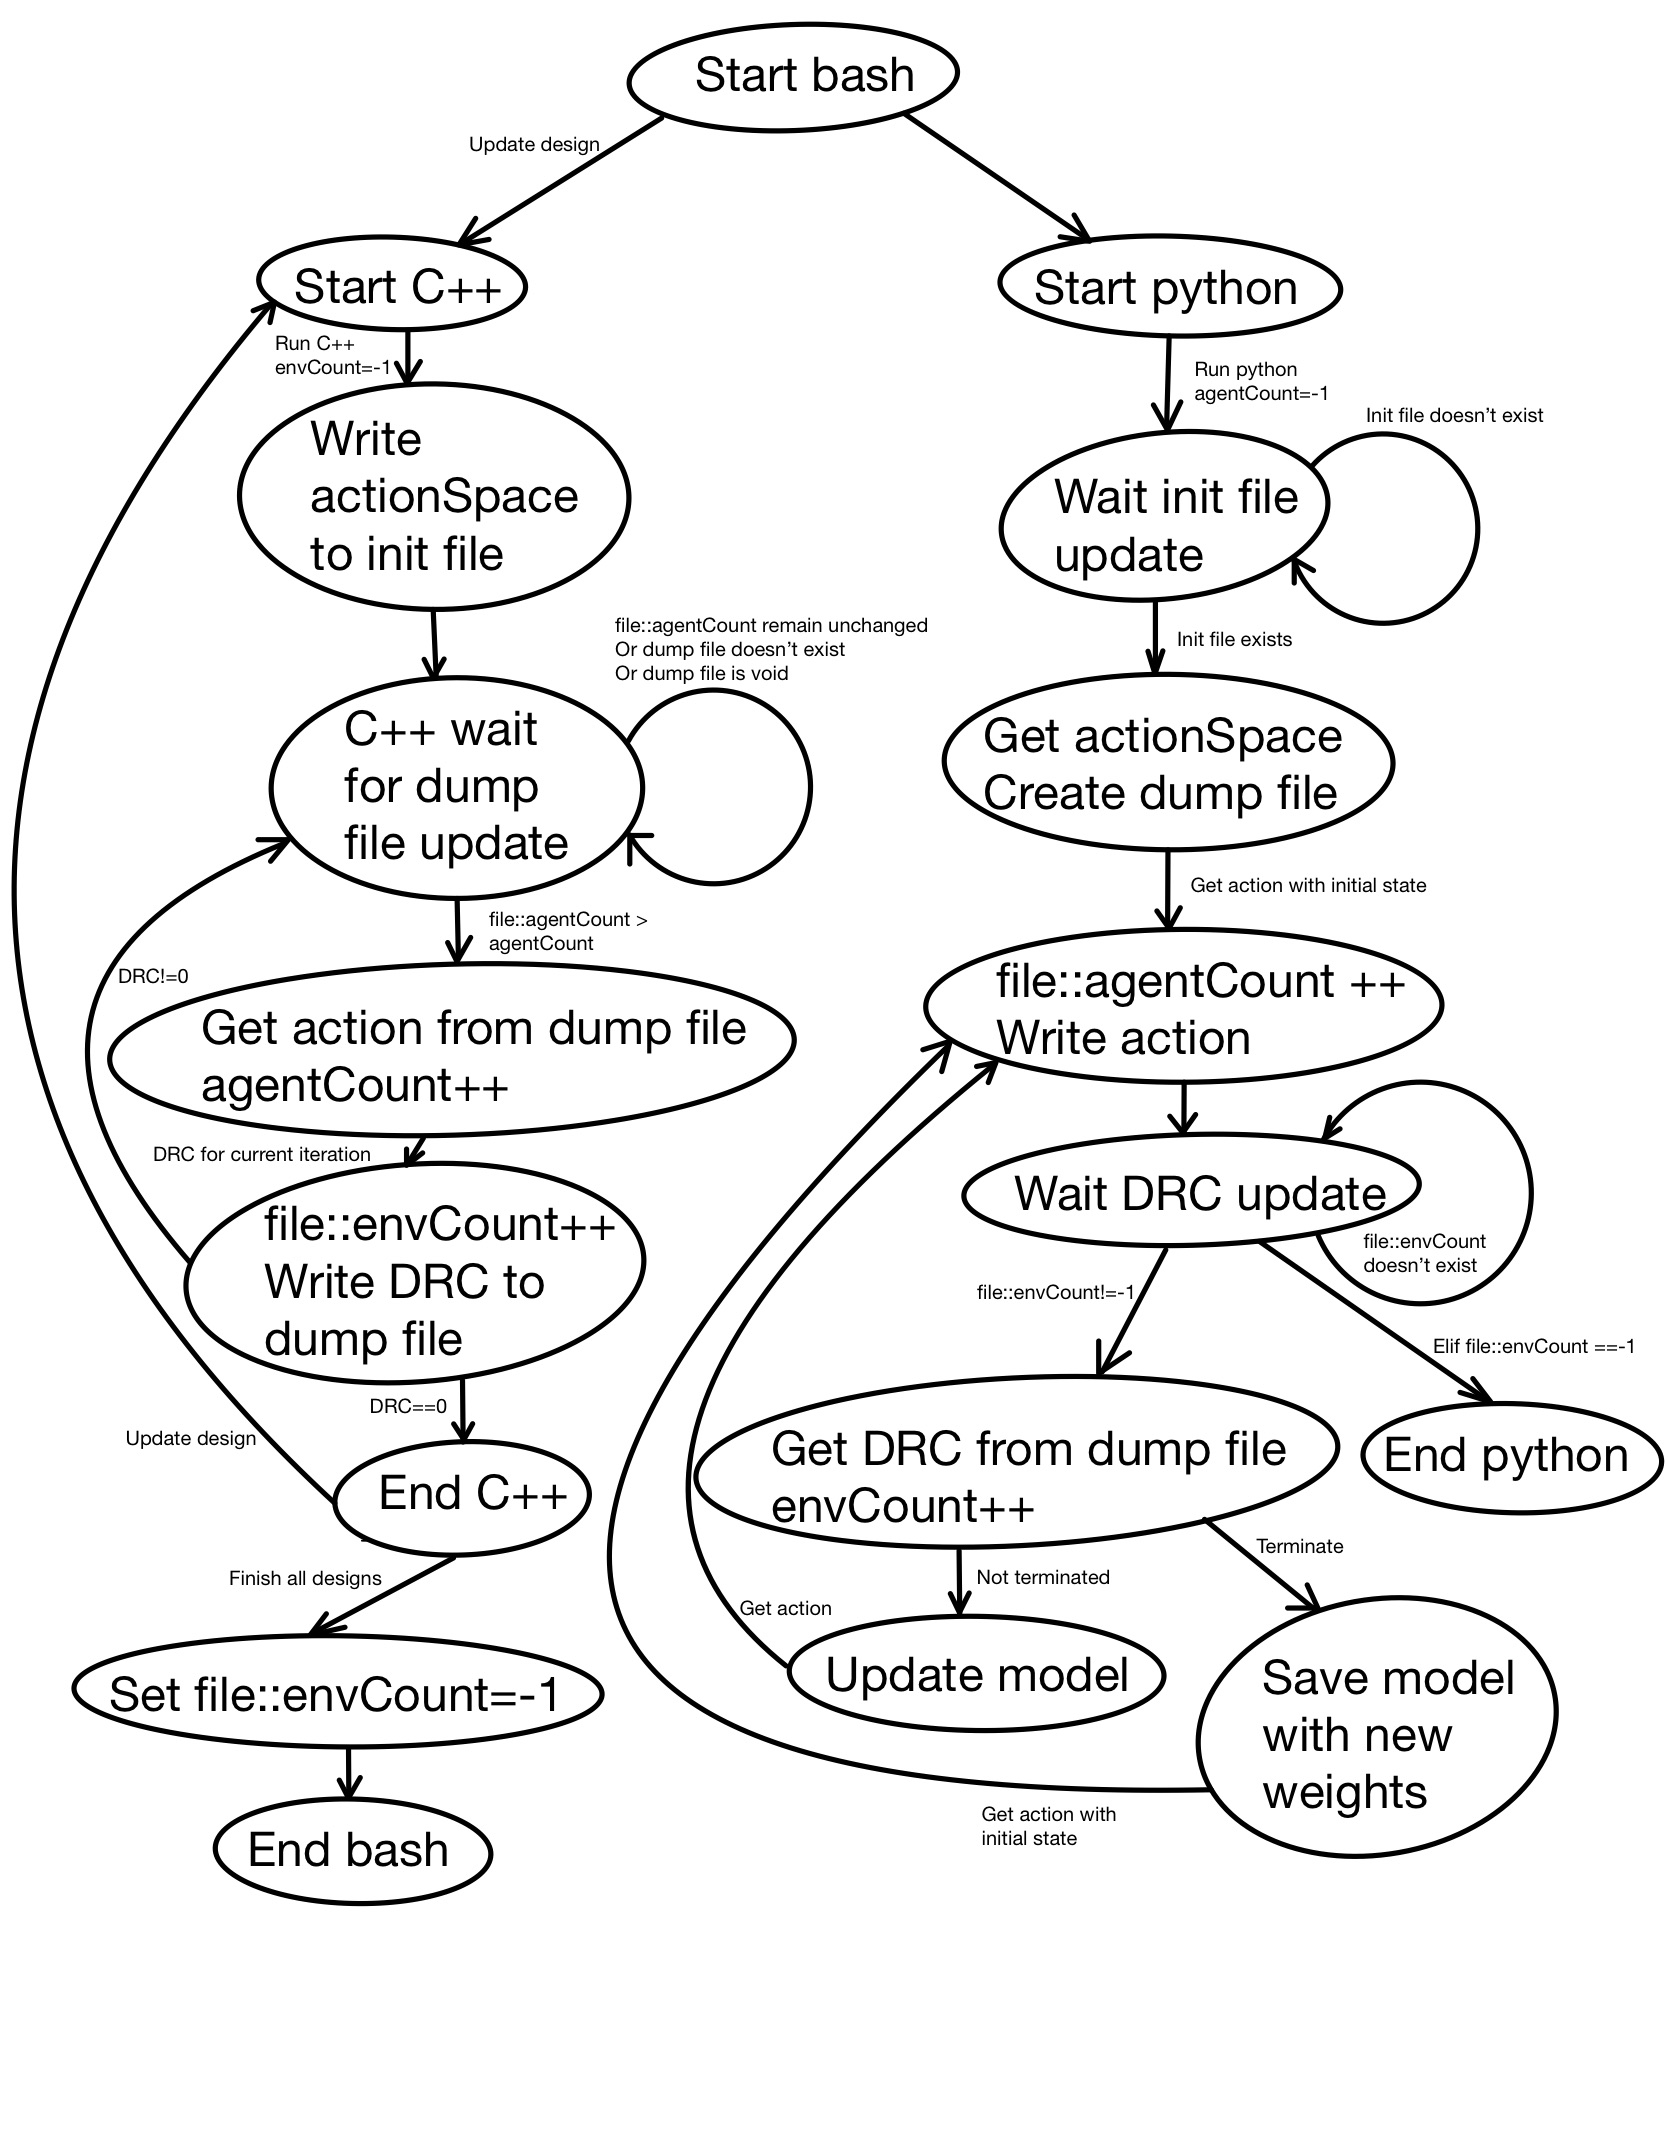 Start bash
Update design
Start C++
Start python
Run C++
envCount=-1
Run python
agentCount=-1
Init file doesn't exist
Write
actionSpace
to init file
Wait init file
update
file::agentCount remain unchanged
Or dump file doesn't exist
Or dump file is void
Init file exists
C++ wait
for dump
file update
Get actionSpace
Create dump file
file::agentCount >
agentCount
Get action with initial state
DRC!=0
Get action from dump file
agentCount++
file::agentCount ++
Write action
DRC for current iteration
Wait DRC update
file::envCount++
Write DRC to
dump file
file::envCount
doesn't exist
file::envCount!=-1
Elif file::envCount ==-1
DRC==0
Update design
End C++
Get DRC from dump file
envCount++
End python
Finish all designs
Not terminated
Terminate
Get action
Set file::envCount=-1
Update model
Save model
with new
weights
Get action with
initial state
End bash